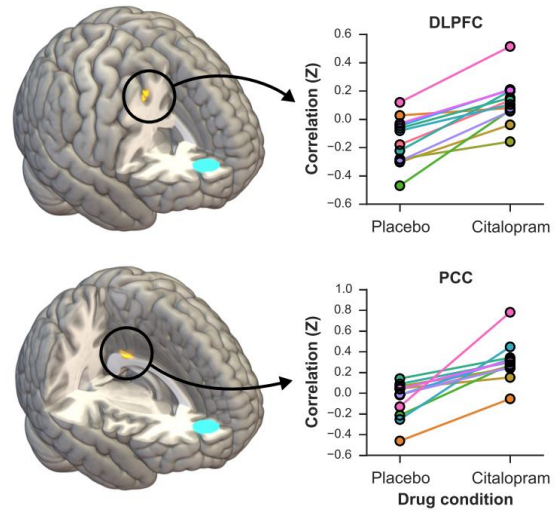 DLPFC
Correlation (Z)
0.6
0.4
0.2
0.0
−0.2
−0.4
−0.6
Placebo Citalopram
PCC
Correlation (Z)
1.0
0.8
0.6
0.4
0.2
0.0
−0.2
−0.4
−0.6
Placebo Citalopram
Drug condition